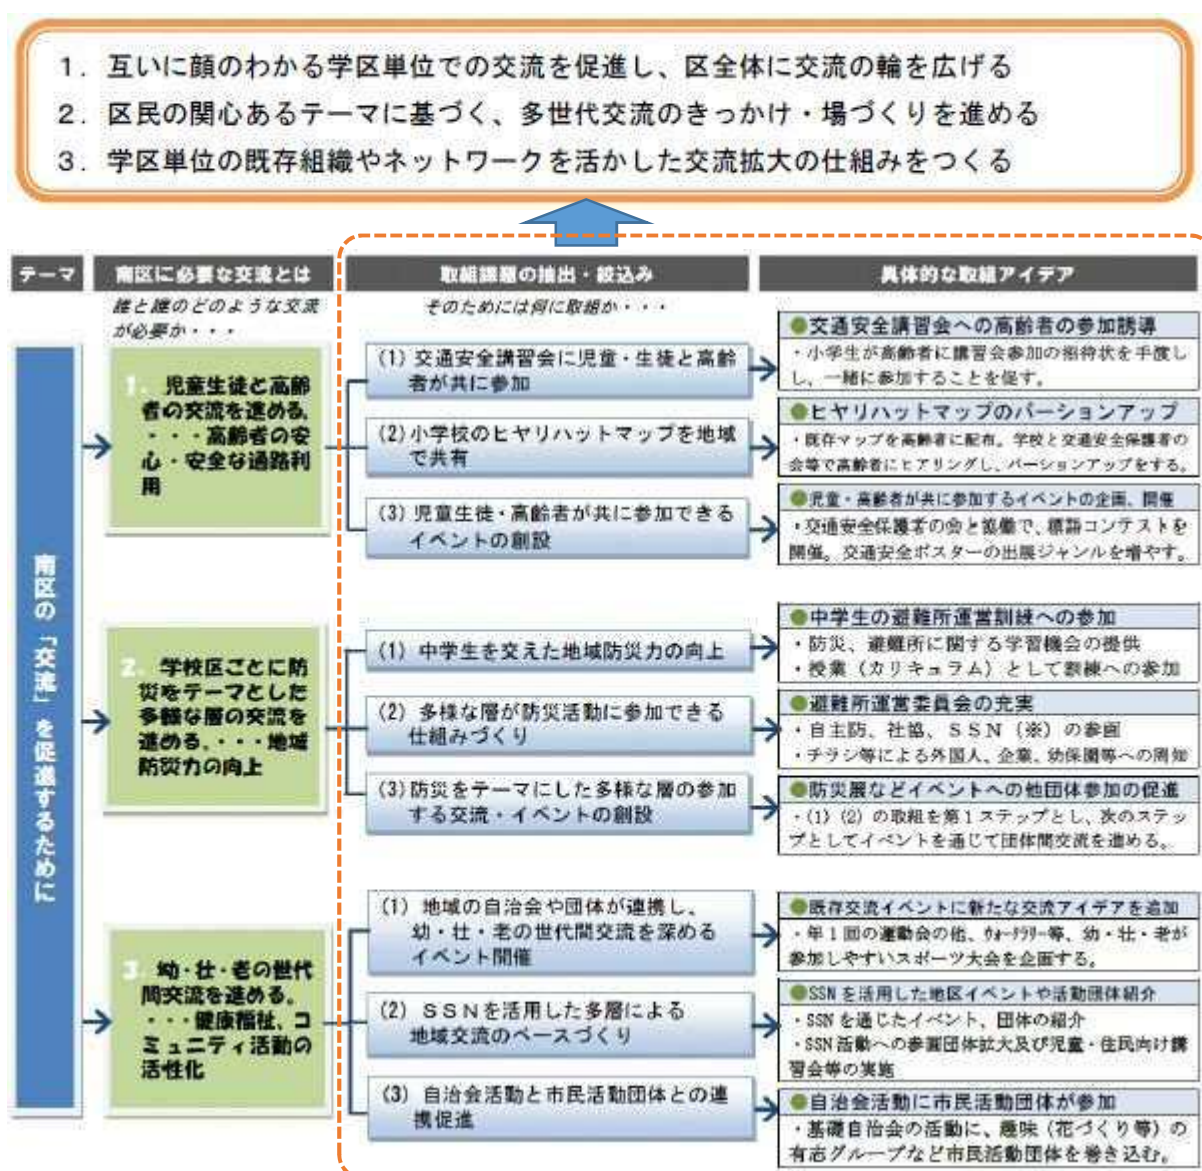 1．互いに顔のわかる学区単位での交流を促進し、区全体に交流の輪を広げる
2．区民の関心あるテーマに基づく、多世代交流のきっかけ・場づくりを進める
3．学区単位の既存組織やネットワークを活かした交流拡大の仕組みをつくる
テーマ
南区に必要な交流とは
取組課題の抽出・絞込み
具体的な取組アイデア
誰と誰のどのような交流
が必要か・・・
そのためには何に取組か・・・
南区の「交流」を促進するために
1．児童生徒と高齢
者の交流を進める。
・・・高齢者の安
心・安全な通路利
用
(1) 交通安全講習会に児童・生徒と高齢
者が共に参加
●交通安全講習会への高齢者の参加誘導
・小学生が高齢者に講習会参加の招待状を手渡し
し、一緒に参加することを促す。
(2) 小学校のヒヤリハットマップを地域
で共有
●ヒヤリハットマップのバーションアップ
・既存マップを高齢者に配布。学校と交通安全保護者の
会等で高齢者にヒアリングし、バーションアップをする。
(3) 児童生徒・高齢者が共に参加できる
イベントの創設
●児童・高齢者が共に参加するイベントの企画、開催
・交通安全保護者の会と協働で、標語コンテストを
開催。交通安全ポスターの出展ジャンルを増やす。
2．学校区ごとに防
災をテーマとした
多様な層の交流を
進める。・・・地域
防災力の向上
(1) 中学生を交えた地域防災力の向上
●中学生の避難所運営訓練への参加
・防災、避難所に関する学習機会の提供
・授業（カリキュラム）として訓練への参加
(2) 多様な層が防災活動に参加できる
仕組みづくり
●避難所運営委員会の充実
・自主防、社協、ＳＳＮ（※）の参画
・チラシ等による外国人、企業、幼保園等への周知
(3) 防災をテーマにした多様な層の参加
する交流・イベントの創設
●防災展などイベントへの他団体参加の促進
・(1) (2) の取組を第１ステップとし、次のステッ
プとしてイベントを通じて団体間交流を進める。
3．幼・壮・老の世代
間交流を進める。
・・・健康福祉、コ
ミュニティ活動の
活性化
(1) 地域の自治会や団体が連携し、
幼・壮・老の世代間交流を深める
イベント開催
●既存交流イベントに新たな交流アイデアを追加
・年１回の運動会の他、ｳｫｰｸﾗﾘｰ等、幼・壮・老が
参加しやすいスポーツ大会を企画する。
(2) ＳＳＮを活用した多層による
地域交流のベースづくり
●SSNを活用した地区イベントや活動団体紹介
・SSNを通じたイベント、団体の紹介
・SSN活動への参画団体拡大及び児童・住民向け講
習会等の実施
(3) 自治会活動と市民活動団体との連
携促進
●自治会活動に市民活動団体が参加
・基礎自治会の活動に、趣味（花づくり等）の
有志グループなど市民活動団体を巻き込む。